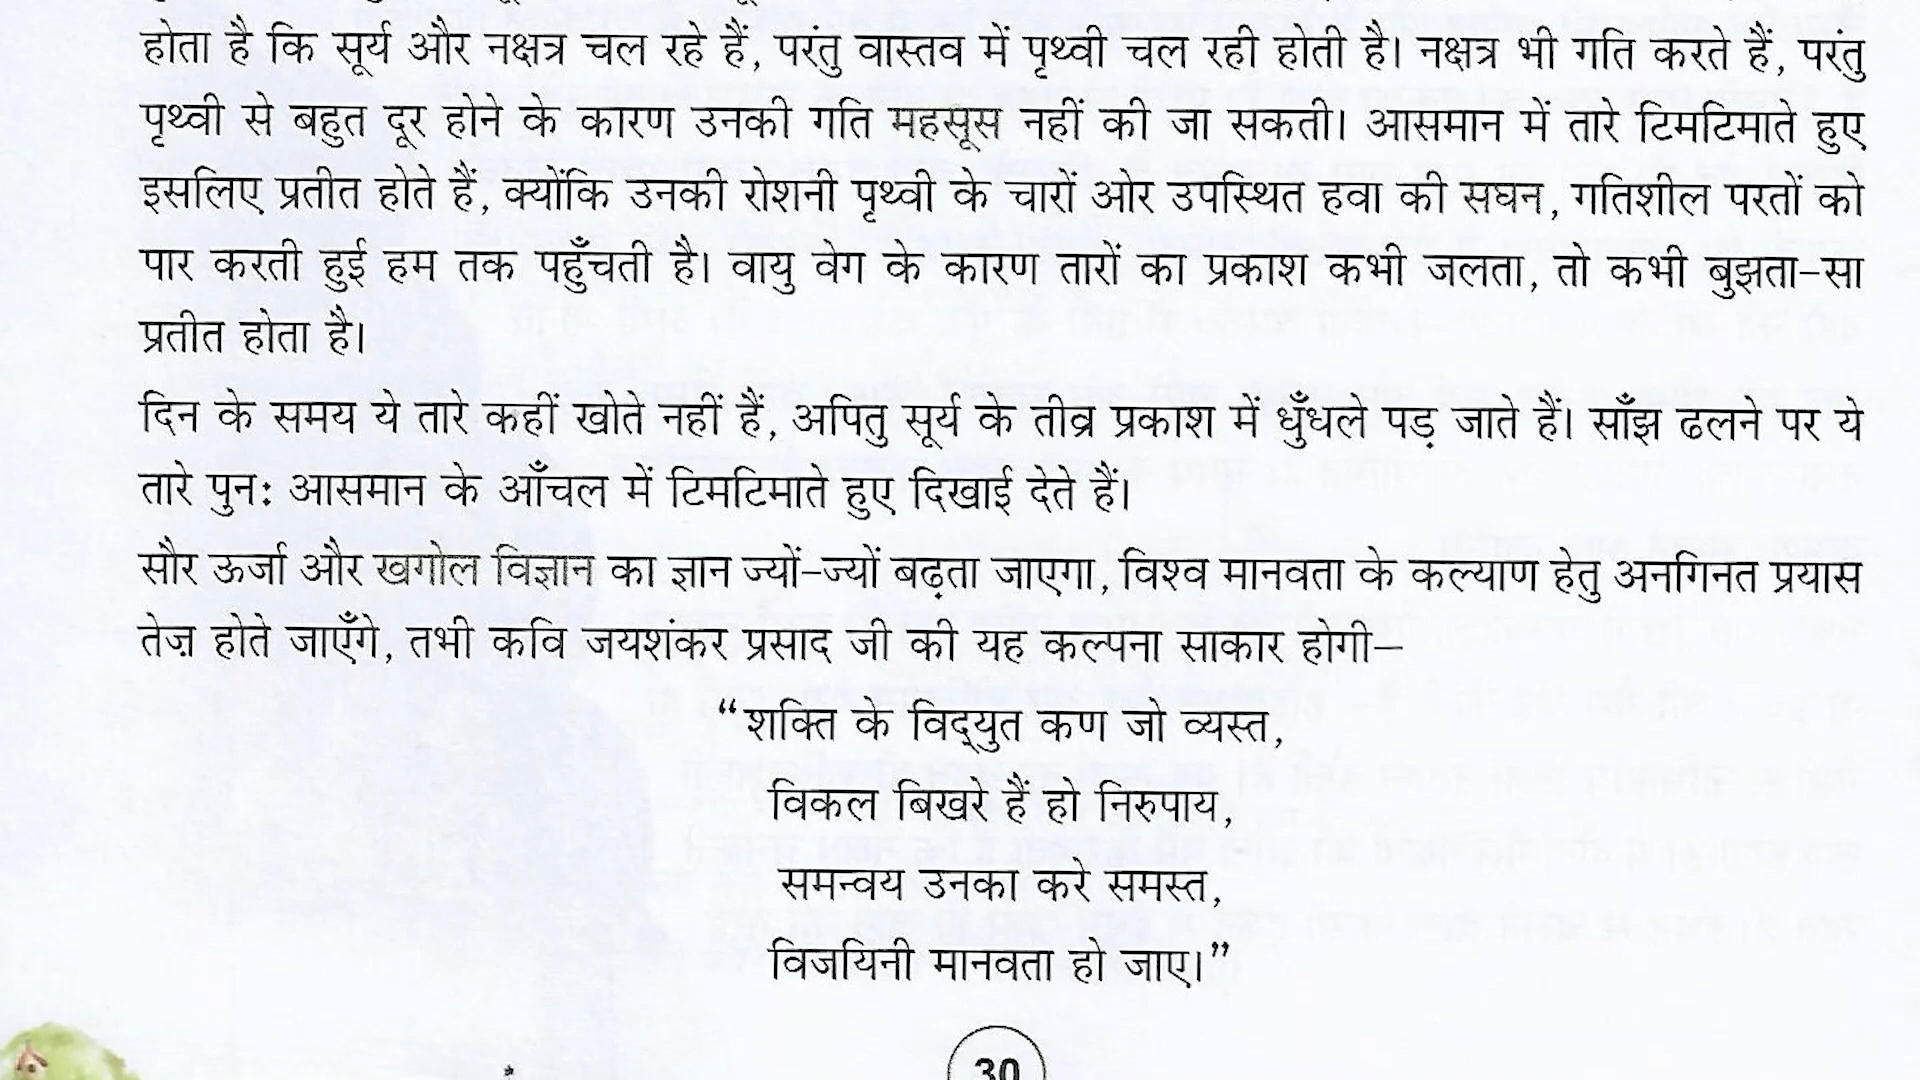 होता है कि सूर्य और नक्षत्र चल रहे हैं, परंतु वास्तव में पृथ्वी चल रही होती है। नक्षत्र भी गति करते हैं, परंतु
पृथ्वी से बहुत दूर होने के कारण उनकी गति महसूस नहीं की जा सकती। आसमान में तारे टिमटिमाते हुए
इसलिए प्रतीत होते हैं, क्योंकि उनकी रोशनी पृथ्वी के चारों ओर उपस्थित हवा की सघन, गतिशील परतों को
पार करती हुई हम तक पहुँचती है। वायु वेग के कारण तारों का प्रकाश कभी जलता, तो कभी बुझता–सा
प्रतीत होता है।
दिन के समय ये तारे कहीं खोते नहीं हैं, अपितु सूर्य के तीव्र प्रकाश में धुँधले पड़ जाते हैं। साँझ ढलने पर ये
तारे पुनः आसमान के आँचल में टिमटिमाते हुए दिखाई देते हैं।
सौर ऊर्जा और खगोल विज्ञान का ज्ञान ज्यों–ज्यों बढ़ता जाएगा, विश्व मानवता के कल्याण हेतु अनगिनत प्रयास
तेज़ होते जाएँगे, तभी कवि जयशंकर प्रसाद जी की यह कल्पना साकार होगी–
“शक्ति के विद्‌युत कण जो व्यस्त,
विकल बिखरे हैं हो निरुपाय,
समन्वय उनका करे समस्त,
विजयिनी मानवता हो जाए।”
30